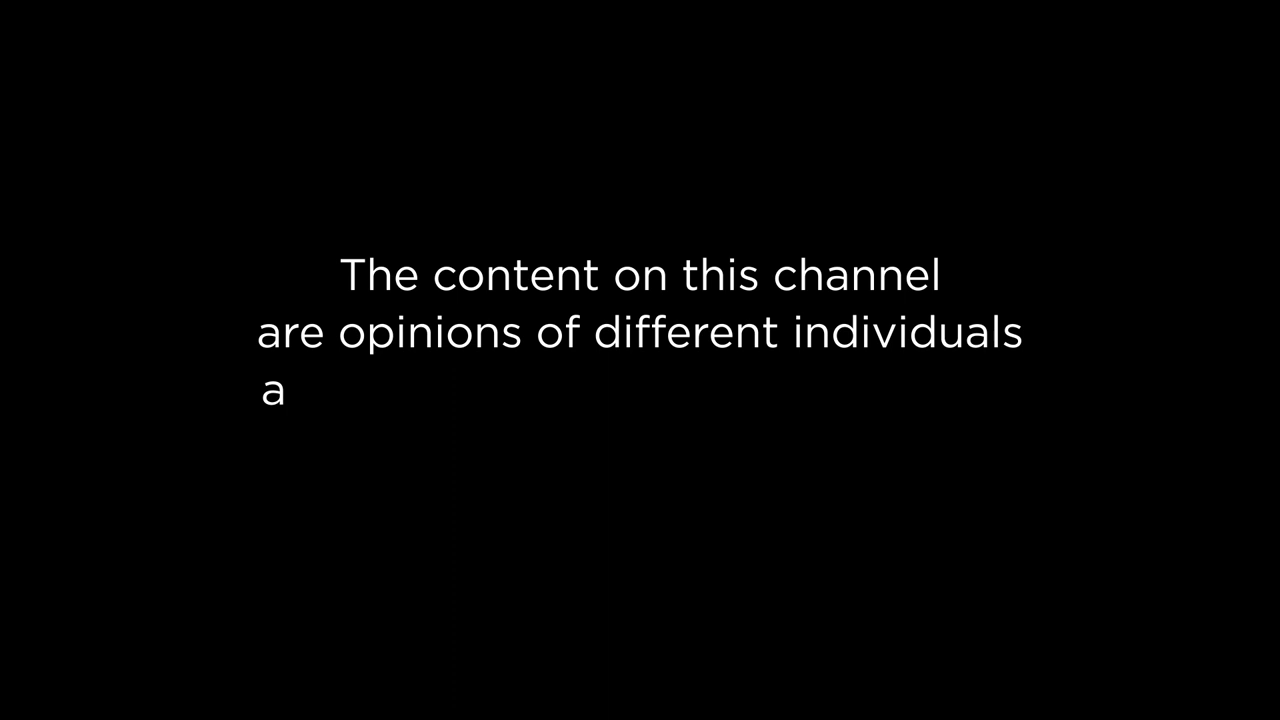 The content on this channel
are opinions of different individuals
a